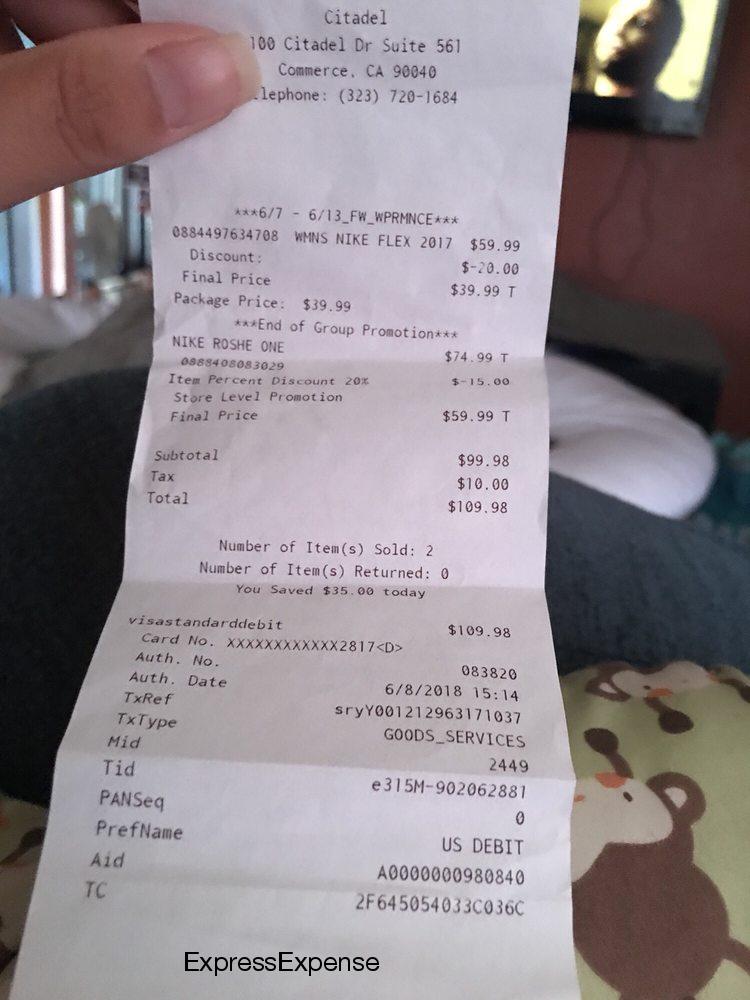 Citadel
100 Citadel Dr Suite 561
Commerce, CA 90040
lephone: (323) 720-1684
***6/7 - 6/13_FW_WPRMNCE***
0884497634708 WMNS NIKE FLEX 2017 $59.99
Discount: $-20.00
Final Price $39.99 T
Package Price: $39.99
***End of Group Promotion***
NIKE ROSHE ONE $74.99 T
0888408083029
Item Percent Discount 20% $-15.00
Store Level Promotion
Final Price $59.99 T
Subtotal $99.98
Tax $10.00
Total $109.98
Number of Item(s) Sold: 2
Number of Item(s) Returned: 0
You Saved $35.00 today
visastandarddebit $109.98
Card No. XXXXXXXXXXXX2817<D>
Auth. No. 083820
Auth. Date 6/8/2018 15:14
TxRef sryY001212963171037
TxType GOODS_SERVICES
Mid 2449
Tid e315M-902062881
PANSeq 0
PrefName US DEBIT
Aid A0000000980840
TC 2F645054033C036C
ExpressExpense